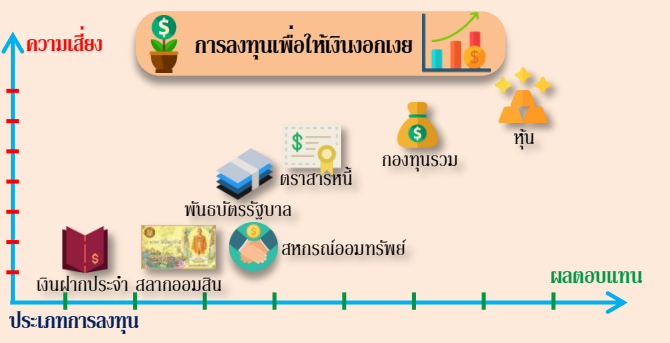 การลงทุนเพื่อให้เงินงอกเงย
ความเสี่ยง
หุ้น
กองทุนรวม
ตราสารหนี้
พันธบัตรรัฐบาล
สหกรณ์ออมทรัพย์
เงินฝากประจำ สลากออมสิน
ผลตอบแทน
ประเภทการลงทุน